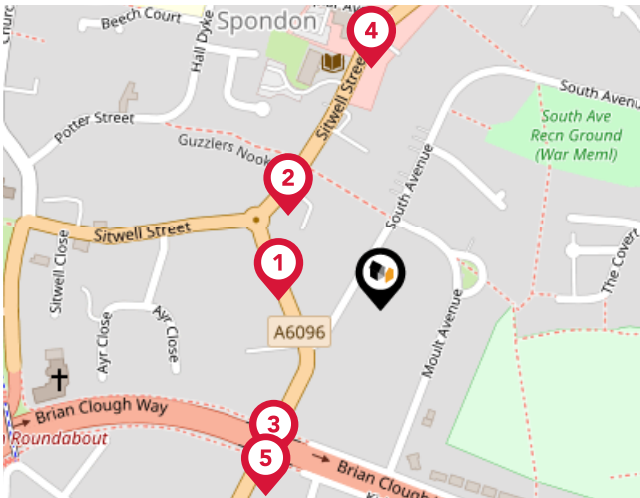 Beech Court
Spondon
4
Church
Hall Dyke
Sitwell Street
South Avenu
South Ave
Recn Ground
(War Meml)
Potter Street
Guzzlers Nook
South Avenue
2
Sitwell Street
1
Sitwell Close
The Covert
Ayr Close
Ayr Close
A6096
Moult Avenue
Brian Clough Way
3
Roundabout
5
Brian Clough